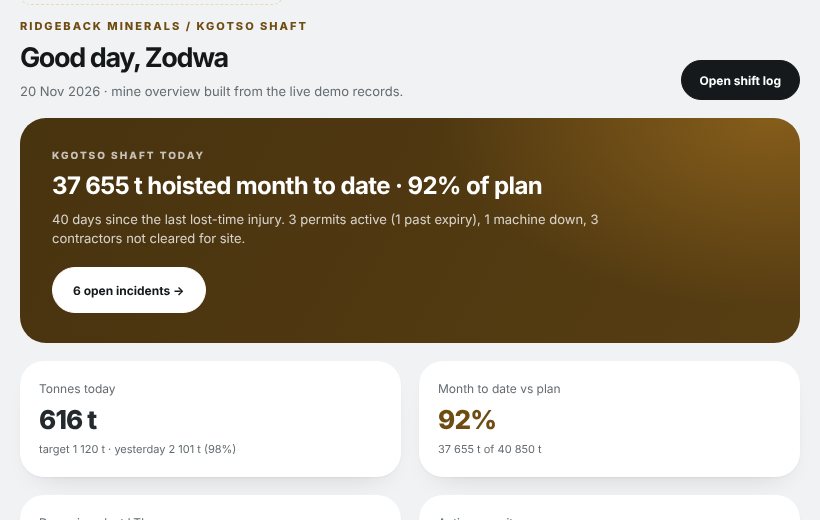 RIDGEBACK MINERALS / KGOTSO SHAFT
Good day, Zodwa
20 Nov 2026 · mine overview built from the live demo records.
Open shift log
KGOTSO SHAFT TODAY
37 655 t hoisted month to date · 92% of plan
40 days since the last lost-time injury. 3 permits active (1 past expiry), 1 machine down, 3
contractors not cleared for site.
6 open incidents →
Tonnes today
616 t
target 1 120 t · yesterday 2 101 t (98%)
Month to date vs plan
92%
37 655 t of 40 850 t